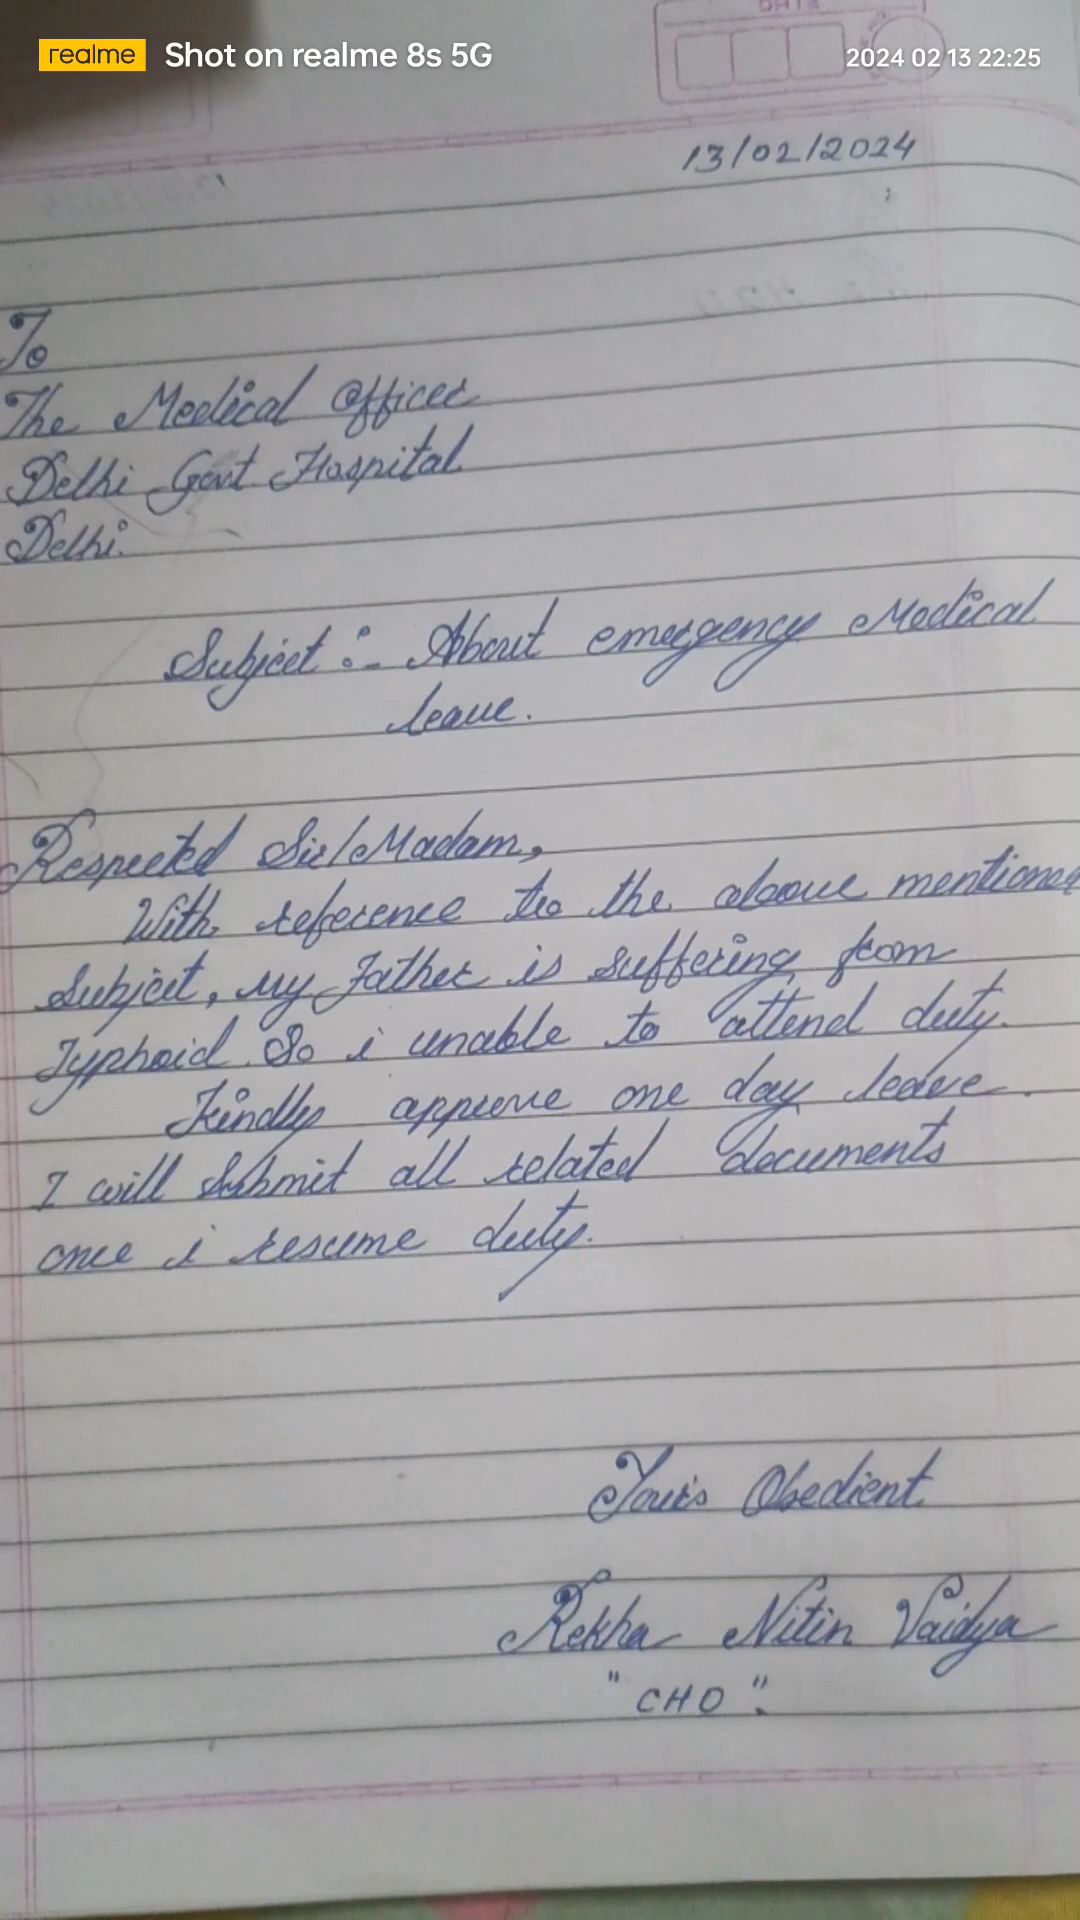 realme Shot on realme 8s 5G
2024 02 13 22:25
DATE
13/02/2024
To
The Medical Officer
Delhi Govt Hospital
Delhi.
Subject :- About emergency Medical
leave.
Respected Sir/Madam,
With reference to the above mentioned
Subject, my Father is suffering from
Typhoid. So i unable to attend duty.
Kindly approve one day leave.
I will Submit all related documents
once i resume duty.
Yours Obedient
Rekha Nitin Vaidya
"CHO".